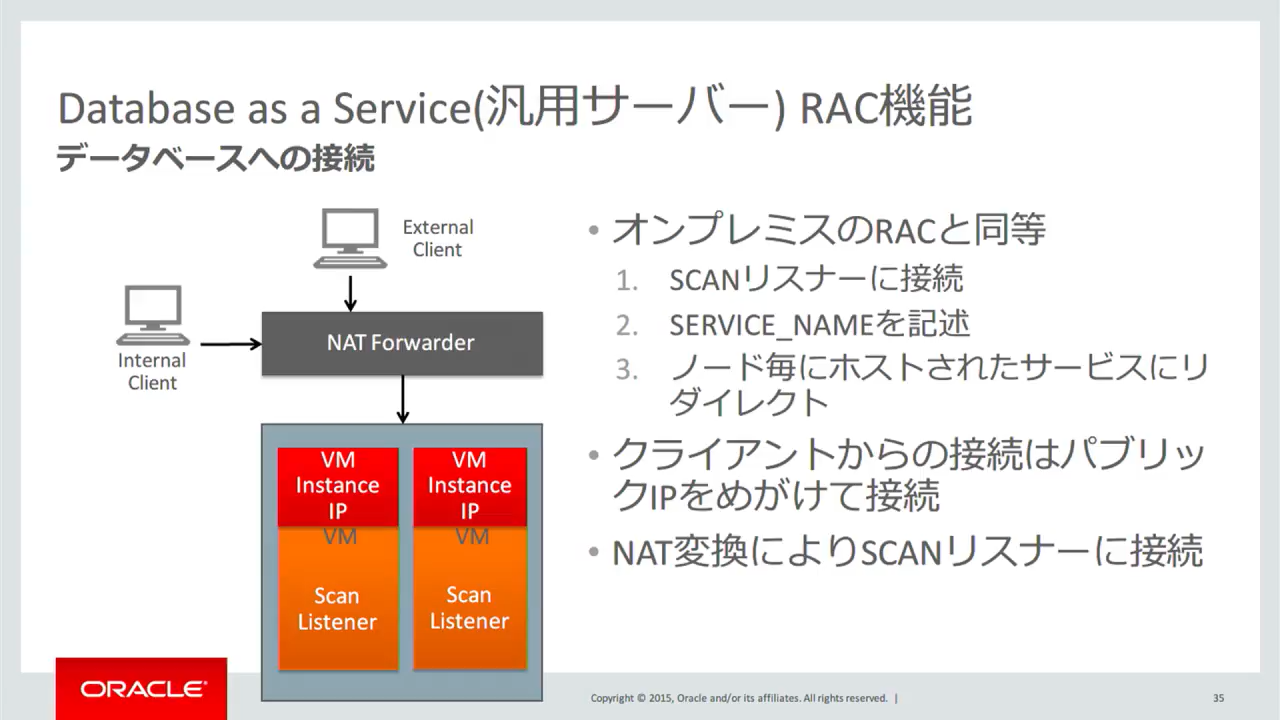 Database as a Service(汎用サーバー) RAC機能
データベースへの接続
External
Client
Internal
Client
NAT Forwarder
VM
Instance
IP
VM
Scan
Listener
VM
Instance
IP
VM
Scan
Listener
• オンプレミスのRACと同等
1. SCANリスナーに接続
2. SERVICE_NAMEを記述
3. ノード毎にホストされたサービスにリ
ダイレクト
• クライアントからの接続はパブリッ
クIPをめがけて接続
• NAT変換によりSCANリスナーに接続
ORACLE®
Copyright © 2015, Oracle and/or its affiliates. All rights reserved. |
35